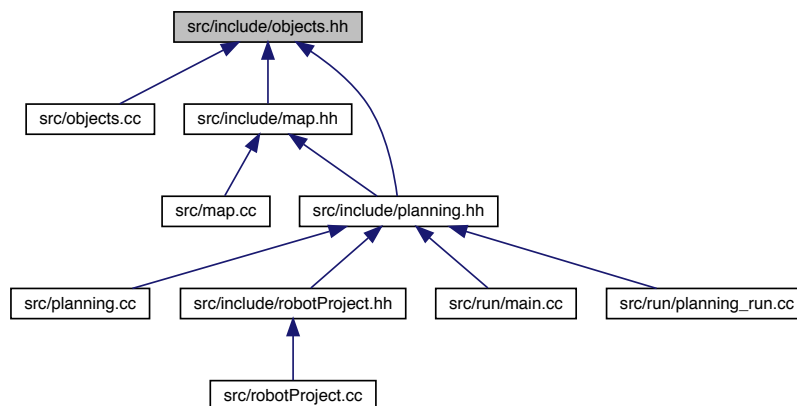 src/include/objects.hh
src/objects.cc
src/include/map.hh
src/map.cc
src/include/planning.hh
src/planning.cc
src/include/robotProject.hh
src/run/main.cc
src/run/planning_run.cc
src/robotProject.cc